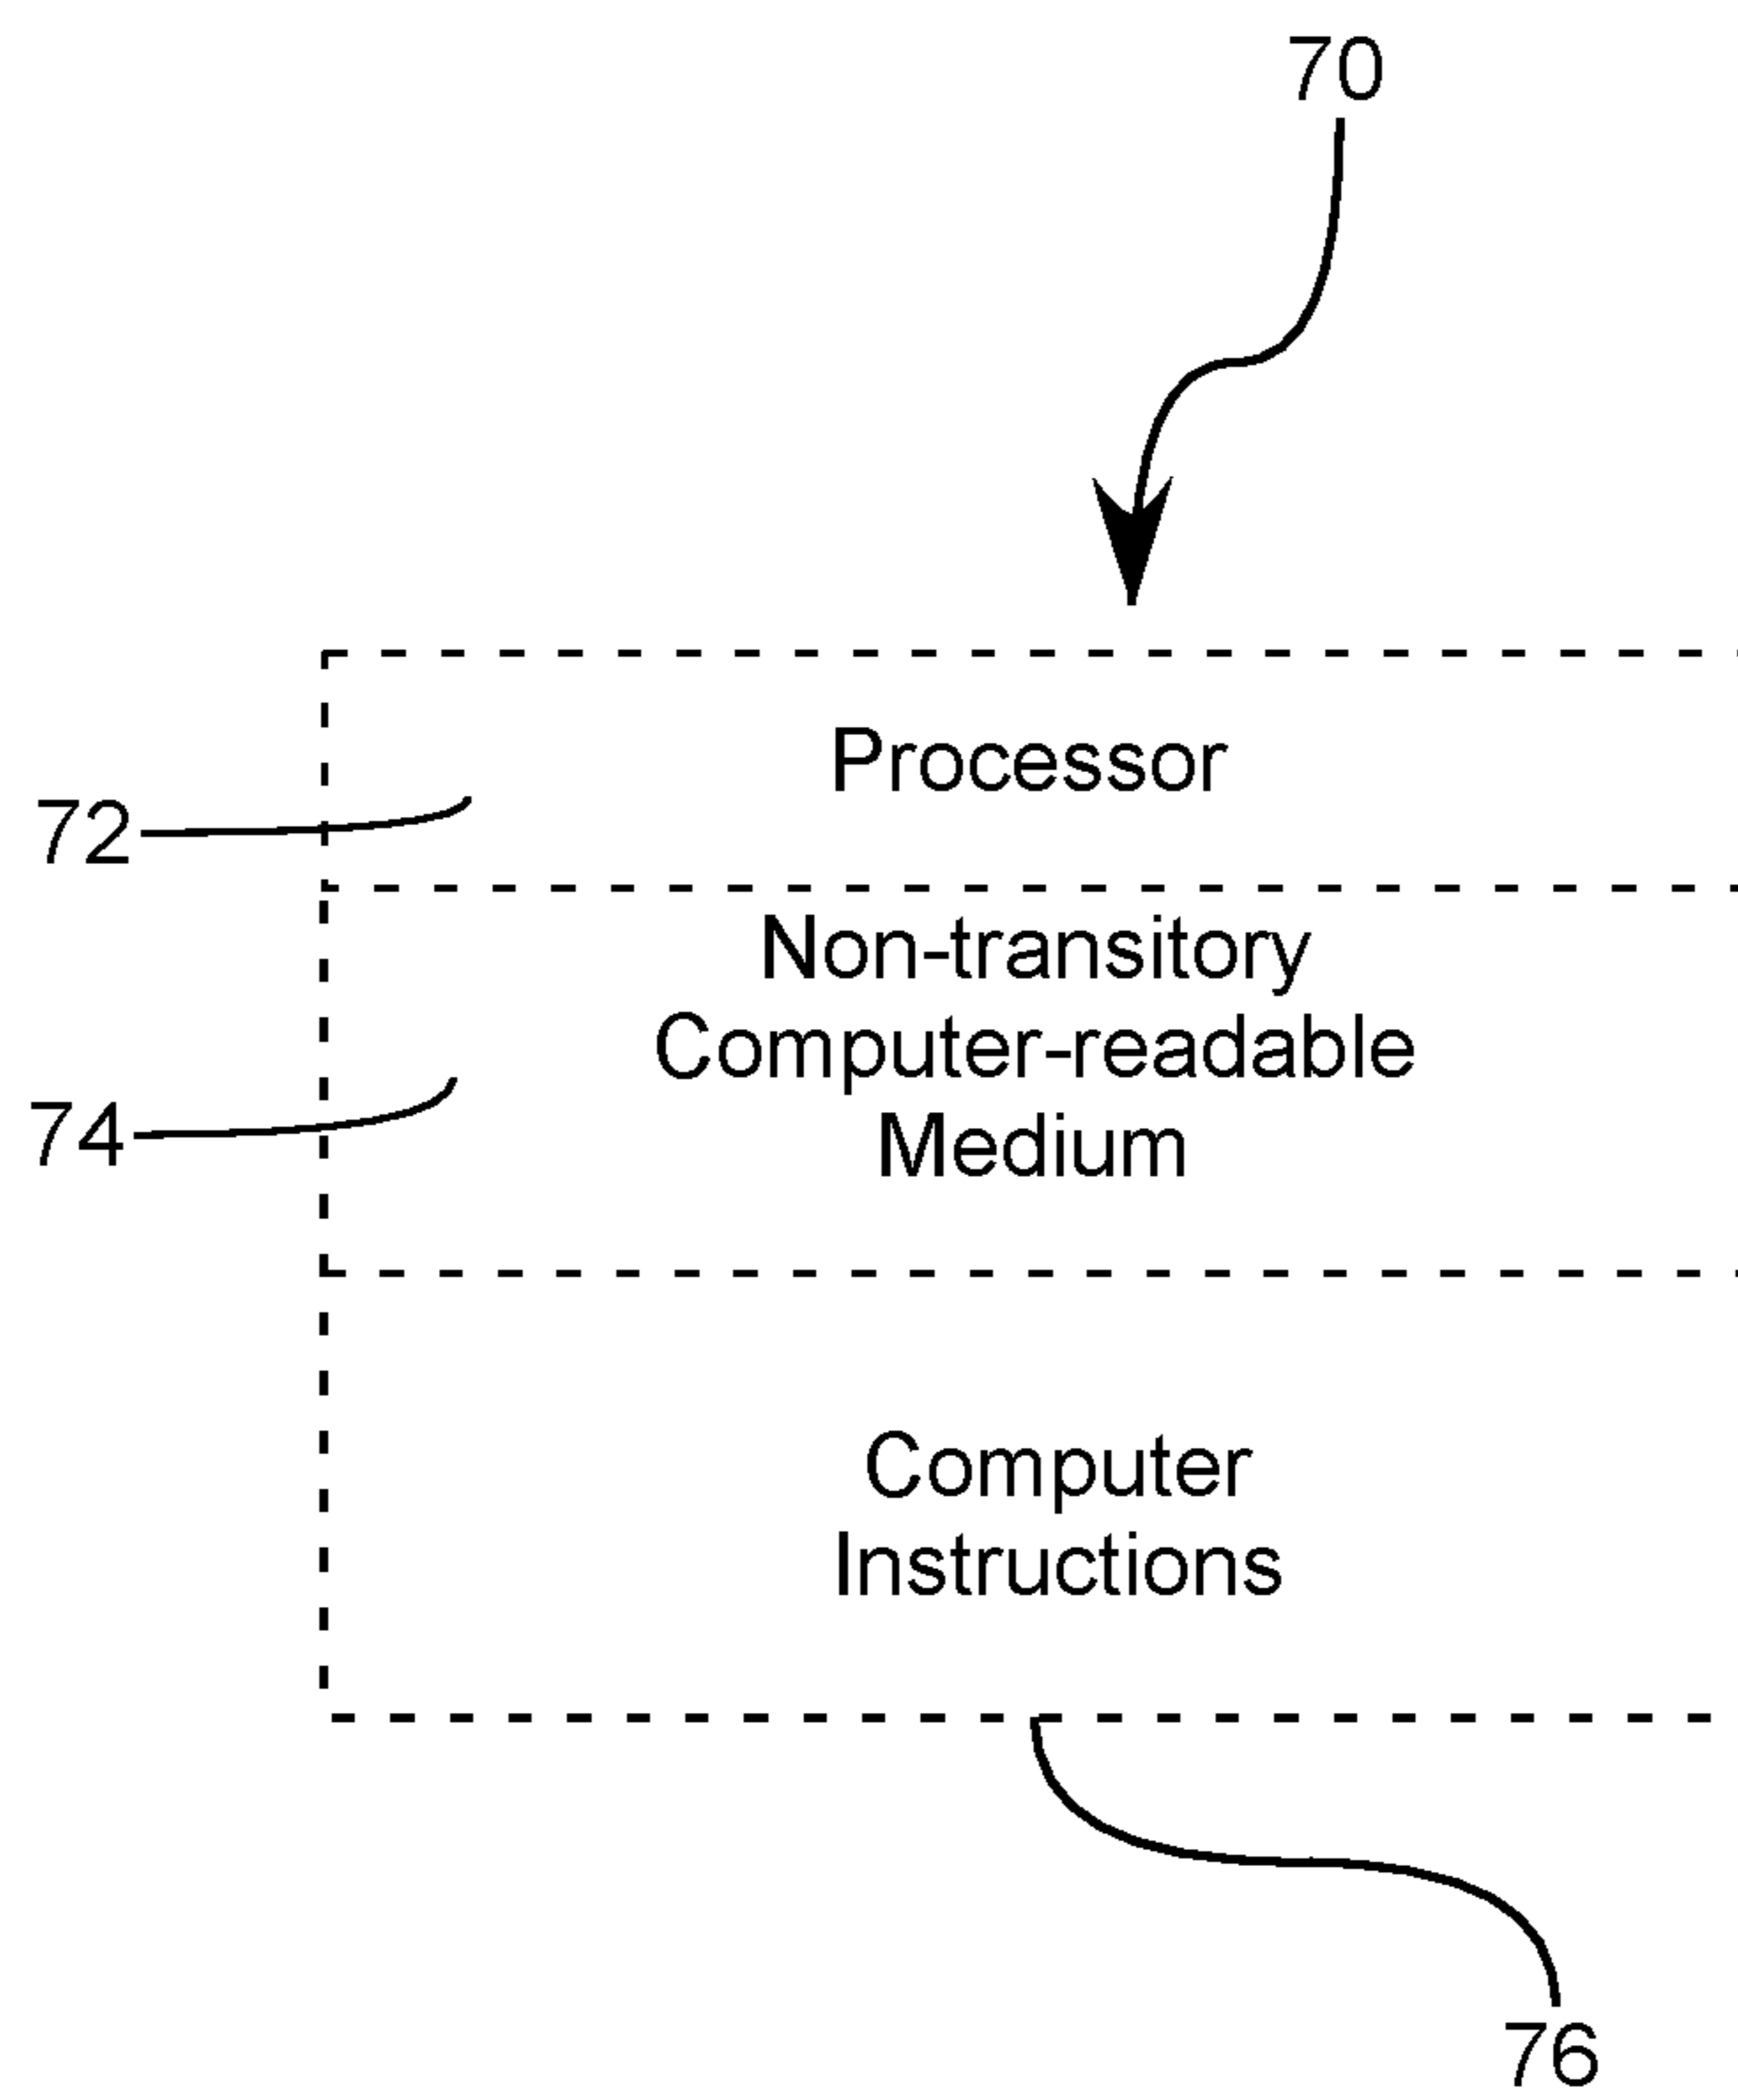 70
Processor
72
Non-transitory
Computer-readable
Medium
74
Computer
Instructions
76